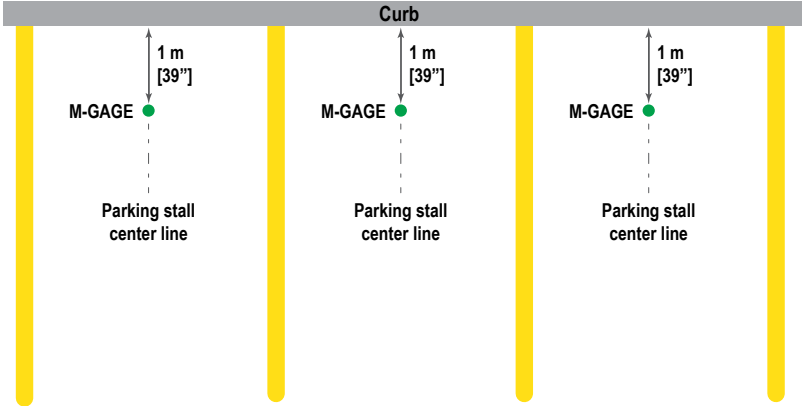 Curb
1 m
[39”]
M-GAGE
Parking stall
center line
1 m
[39”]
M-GAGE
Parking stall
center line
1 m
[39”]
M-GAGE
Parking stall
center line